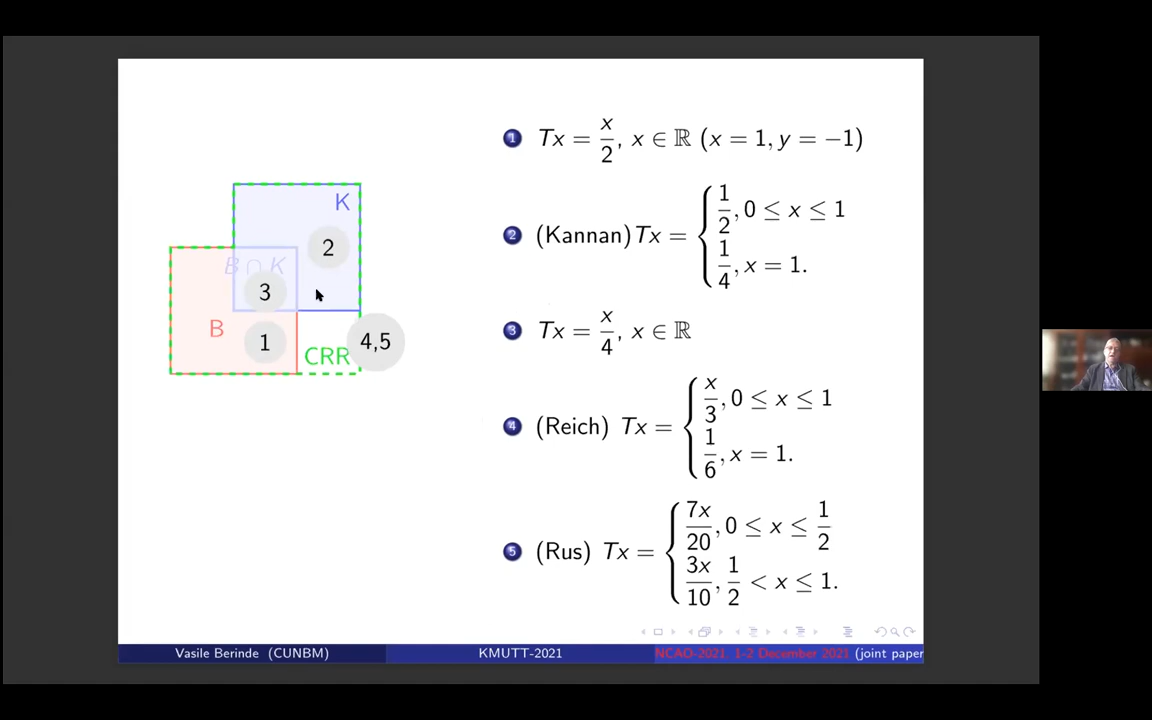 K
2
B ∩ K
3
B
1
CRR
4,5
1 Tx = x/2, x ∈ ℝ (x = 1, y = −1)
2 (Kannan) Tx = { 1/2, 0 ≤ x ≤ 1
1/4, x = 1.
3 Tx = x/4, x ∈ ℝ
4 (Reich) Tx = { x/3, 0 ≤ x ≤ 1
1/6, x = 1.
5 (Rus) Tx = { 7x/20, 0 ≤ x ≤ 1/2
3x/10, 1/2 < x ≤ 1.
Vasile Berinde (CUNBM) KMUTT-2021 NCAO-2021, 1-2 December 2021 (joint paper